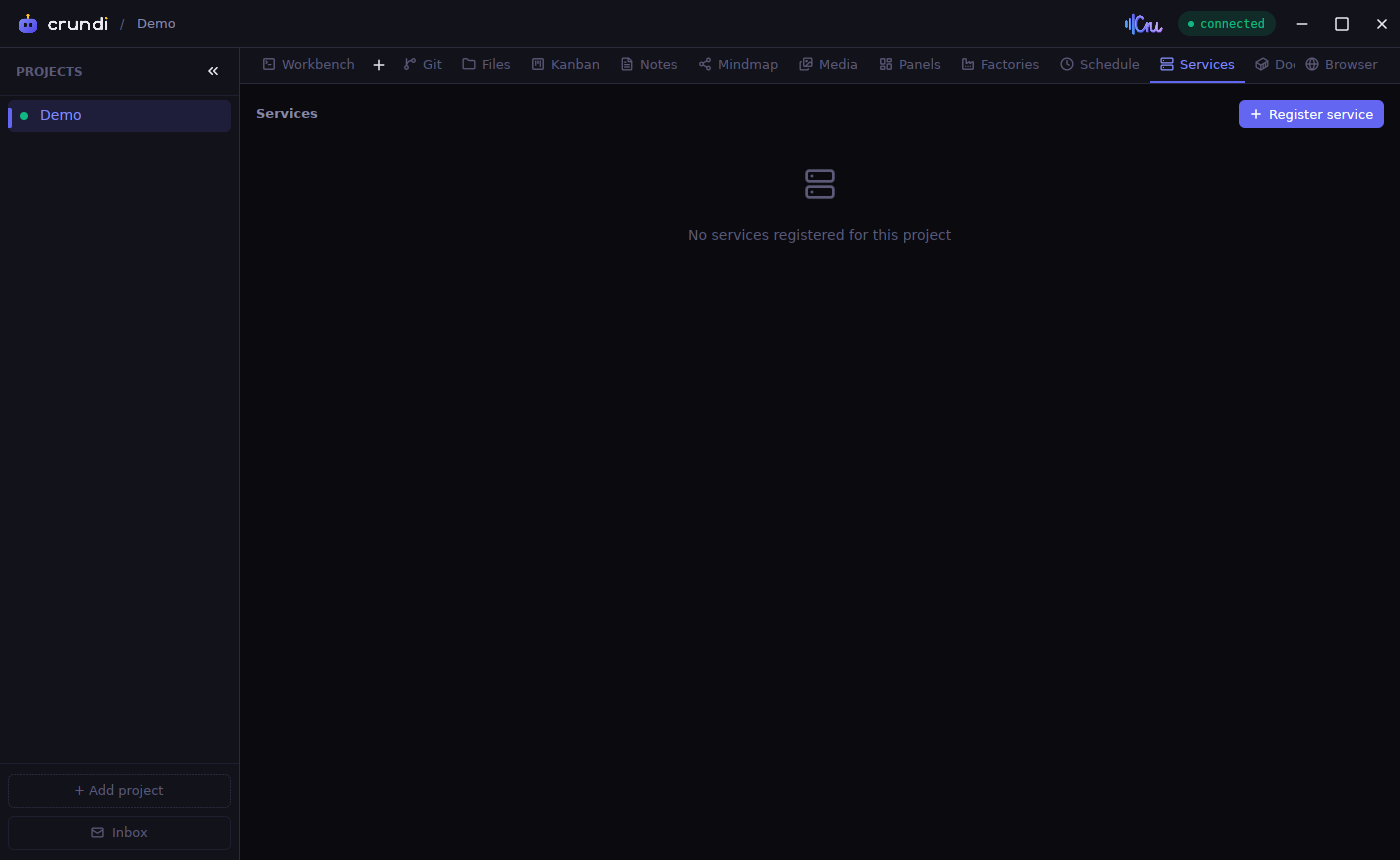 crundi / Demo
Cru
connected
PROJECTS
Workbench
Git
Files
Kanban
Notes
Mindmap
Media
Panels
Factories
Schedule
Services
Browser
Demo
Services
+ Register service
No services registered for this project
+ Add project
Inbox